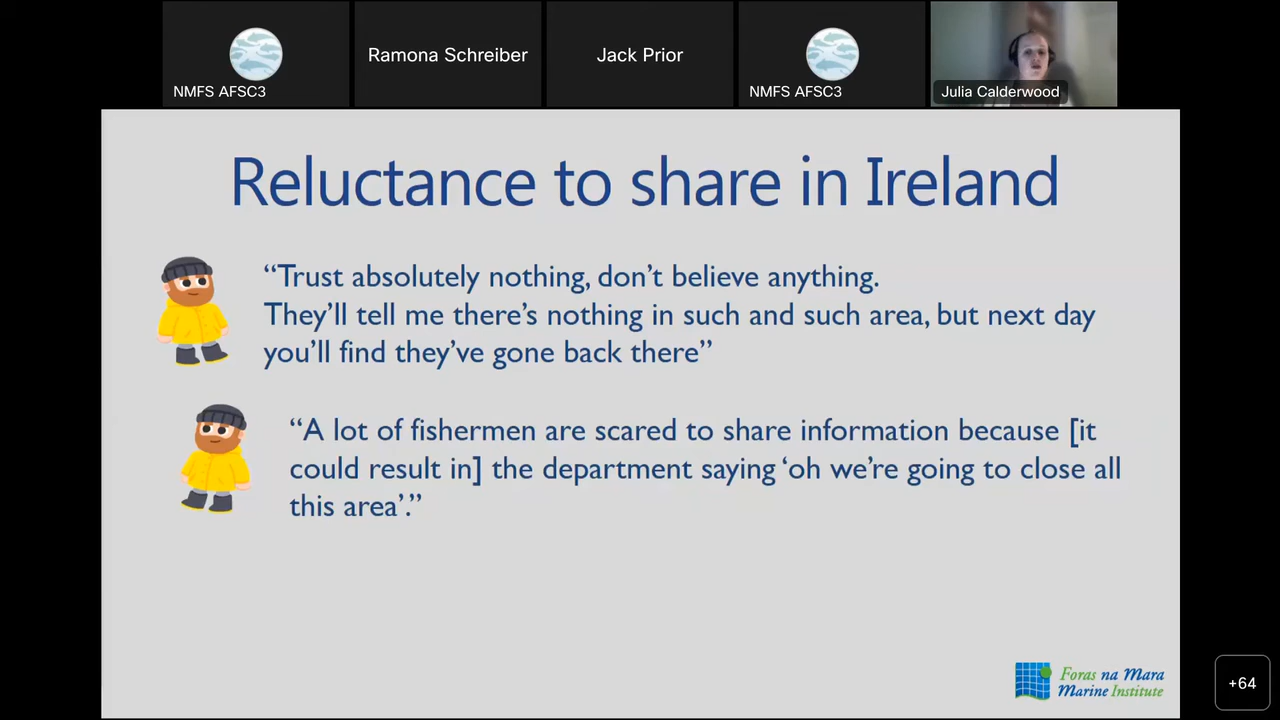 NMFS AFSC3
Ramona Schreiber
Jack Prior
NMFS AFSC3
Julia Calderwood
Reluctance to share in Ireland
“Trust absolutely nothing, don’t believe anything.
They’ll tell me there’s nothing in such and such area, but next day
you’ll find they’ve gone back there”
“A lot of fishermen are scared to share information because [it
could result in] the department saying ‘oh we’re going to close all
this area’.”
Foras na Mara
Marine Institute
+64